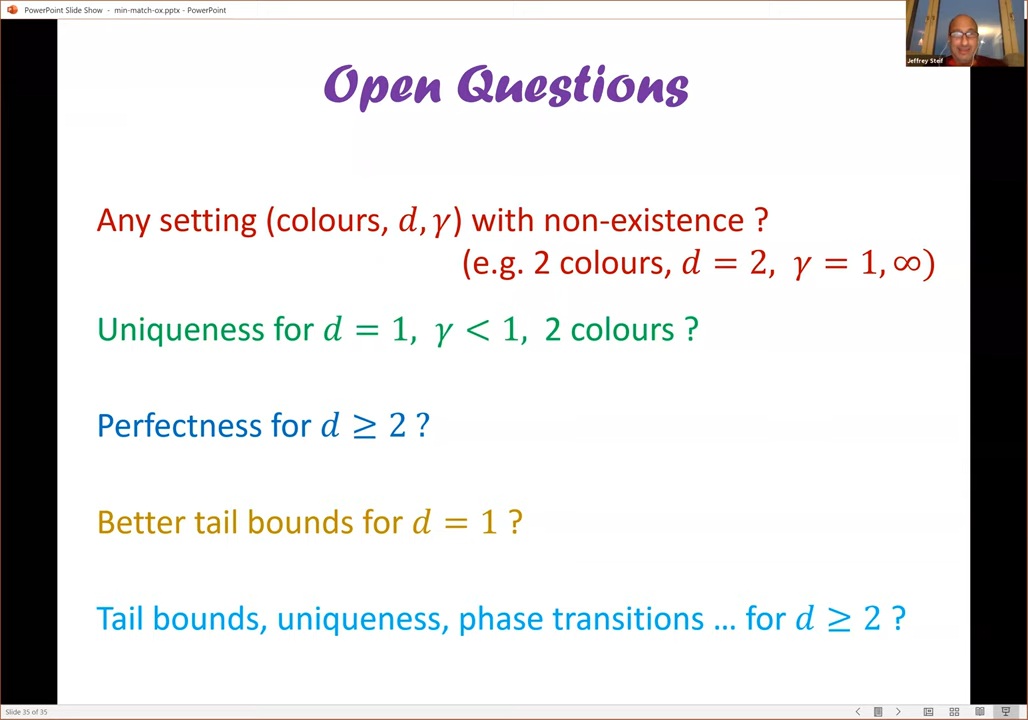 PowerPoint Slide Show - min-match-ox.pptx - PowerPoint
Jeffrey Steif
Open Questions
Any setting (colours, d, γ) with non-existence ?
(e.g. 2 colours, d = 2, γ = 1, ∞)
Uniqueness for d = 1, γ < 1, 2 colours ?
Perfectness for d ≥ 2 ?
Better tail bounds for d = 1 ?
Tail bounds, uniqueness, phase transitions … for d ≥ 2 ?
Slide 35 of 35